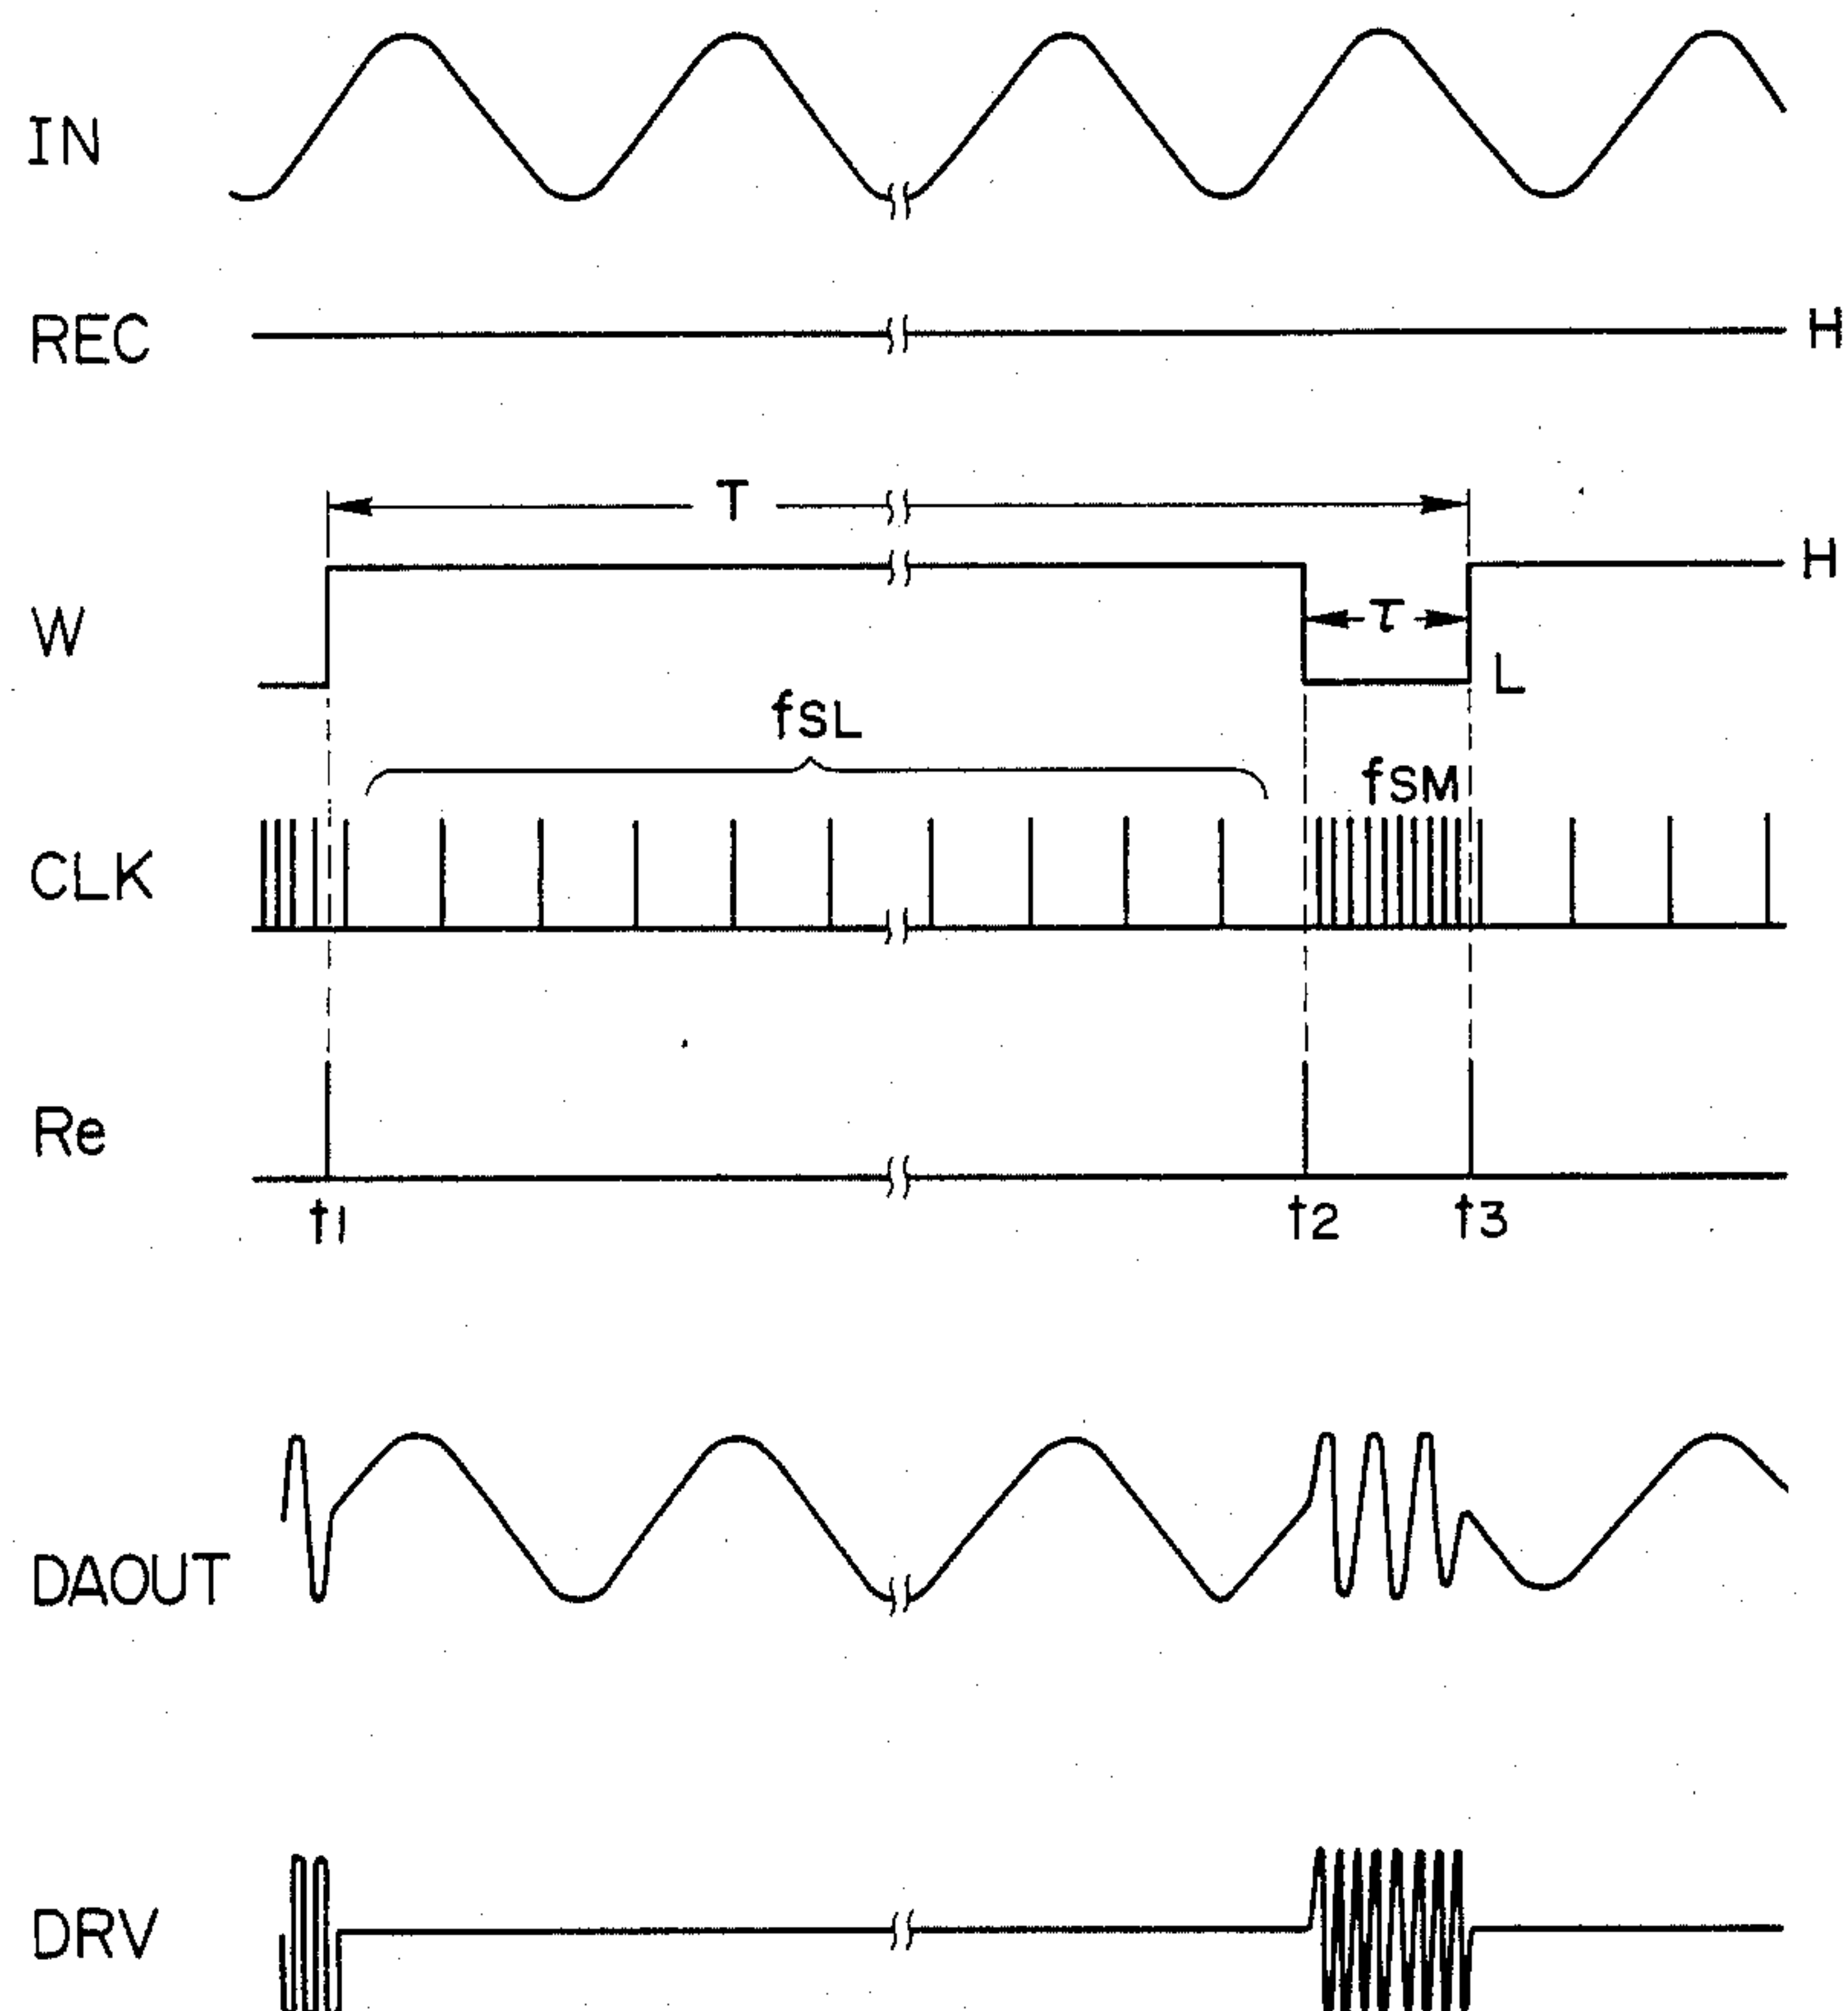 IN
REC H
T
H
W τ L
fSL
fSM
CLK
Re
t1 t2 t3
DAOUT
DRV